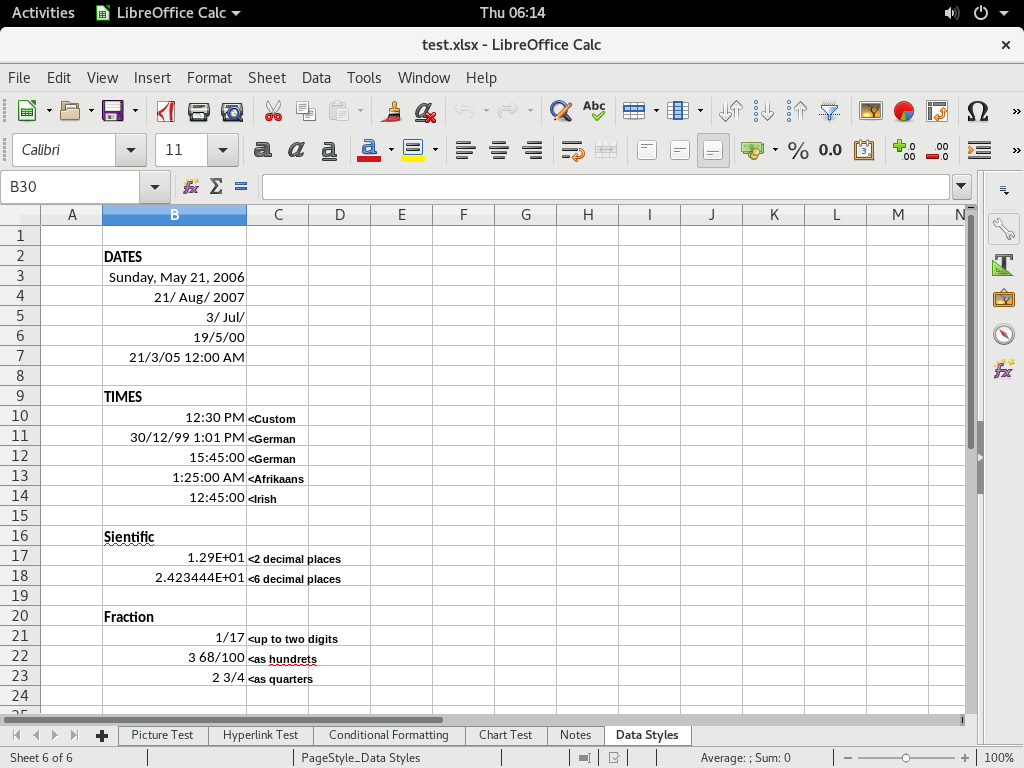 Activities LibreOffice Calc Thu 06:14
test.xlsx - LibreOffice Calc
File Edit View Insert Format Sheet Data Tools Window Help
Abc
Calibri 11 a a a a % 0.0
B30
A B C D E F G H I J K L M N
1
2 DATES
3 Sunday, May 21, 2006
4 21/ Aug/ 2007
5 3/ Jul/
6 19/5/00
7 21/3/05 12:00 AM
8
9 TIMES
10 12:30 PM <Custom
11 30/12/99 1:01 PM <German
12 15:45:00 <German
13 1:25:00 AM <Afrikaans
14 12:45:00 <Irish
15
16 Sientific
17 1.29E+01 <2 decimal places
18 2.423444E+01 <6 decimal places
19
20 Fraction
21 1/17 <up to two digits
22 3 68/100 <as hundrets
23 2 3/4 <as quarters
24
25
Picture Test Hyperlink Test Conditional Formatting Chart Test Notes Data Styles
Sheet 6 of 6 PageStyle_Data Styles Average: ; Sum: 0 100%